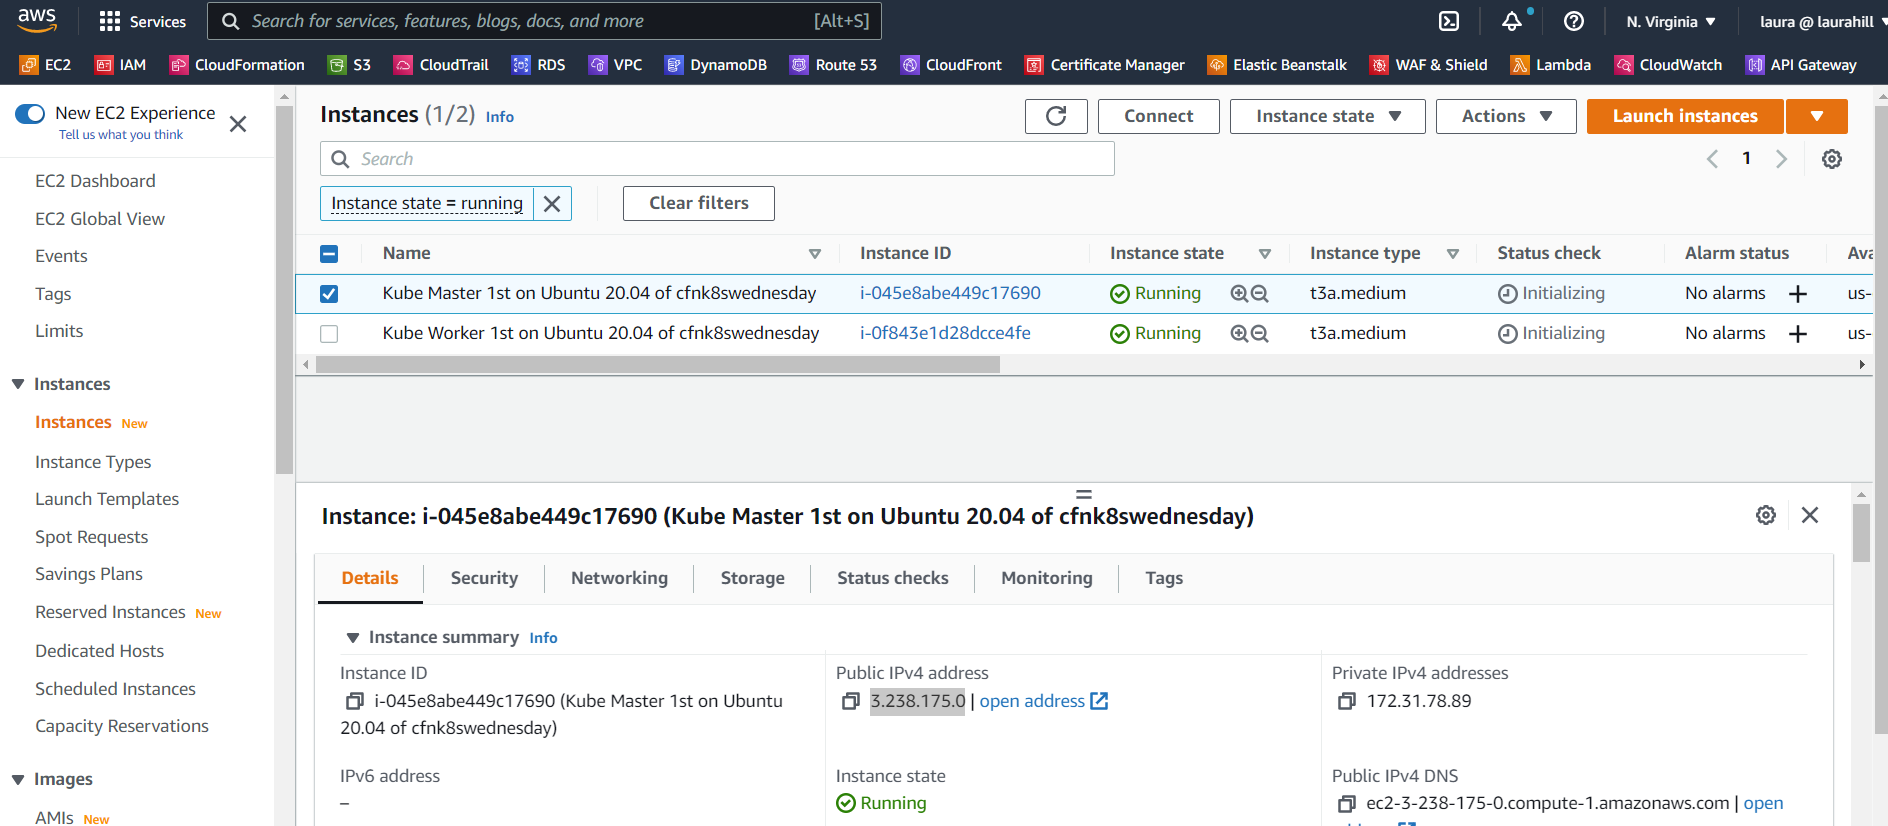 aws
Services
Search for services, features, blogs, docs, and more [Alt+S]
N. Virginia
laura @ laurahill
EC2 IAM CloudFormation S3 CloudTrail RDS VPC DynamoDB Route 53 CloudFront Certificate Manager Elastic Beanstalk WAF & Shield Lambda CloudWatch API Gateway
New EC2 Experience
Tell us what you think
EC2 Dashboard
EC2 Global View
Events
Tags
Limits
Instances
Instances New
Instance Types
Launch Templates
Spot Requests
Savings Plans
Reserved Instances New
Dedicated Hosts
Scheduled Instances
Capacity Reservations
Images
AMIs New
Instances (1/2) Info
Connect
Instance state
Actions
Launch instances
Search
1
Instance state = running
Clear filters
Name Instance ID Instance state Instance type Status check Alarm status Ava
Kube Master 1st on Ubuntu 20.04 of cfnk8swednesday i-045e8abe449c17690 Running t3a.medium Initializing No alarms + us-
Kube Worker 1st on Ubuntu 20.04 of cfnk8swednesday i-0f843e1d28dcce4fe Running t3a.medium Initializing No alarms + us-
Instance: i-045e8abe449c17690 (Kube Master 1st on Ubuntu 20.04 of cfnk8swednesday)
Details Security Networking Storage Status checks Monitoring Tags
Instance summary Info
Instance ID
i-045e8abe449c17690 (Kube Master 1st on Ubuntu
20.04 of cfnk8swednesday)
Public IPv4 address
3.238.175.0 | open address
Private IPv4 addresses
172.31.78.89
IPv6 address
–
Instance state
Running
Public IPv4 DNS
ec2-3-238-175-0.compute-1.amazonaws.com | open